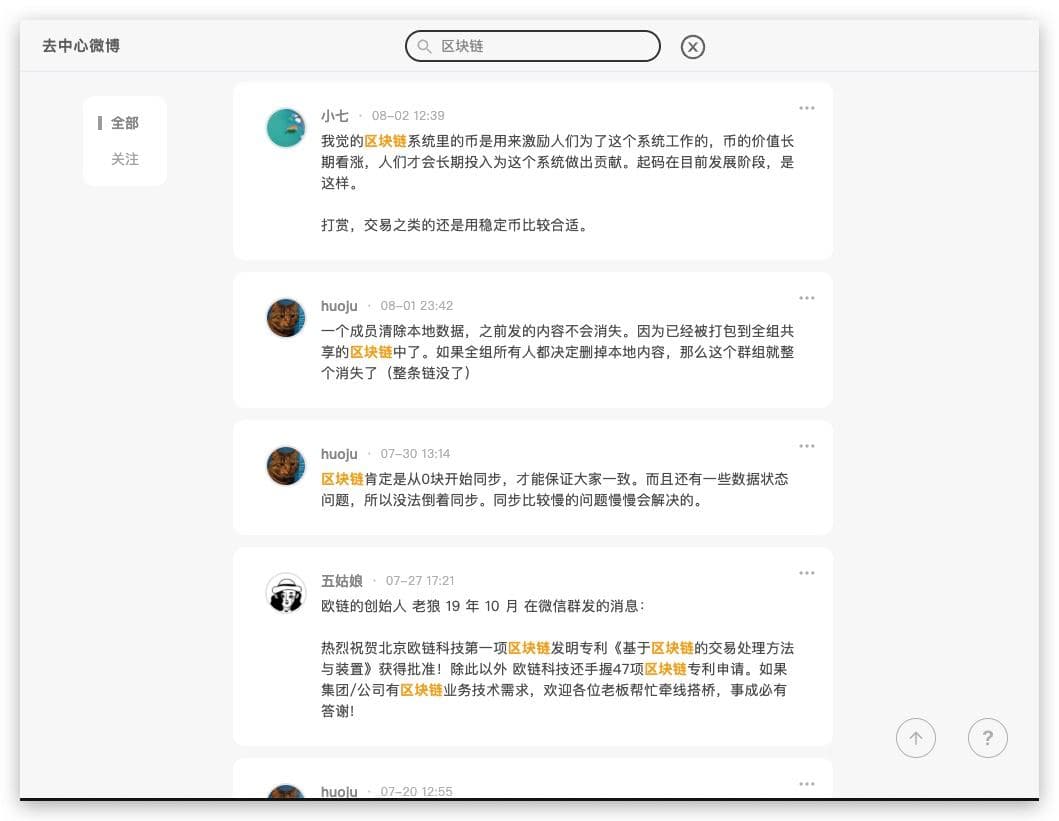 去中心微博
区块链
全部
关注
小七 · 08-02 12:39
我觉的区块链系统里的币是用来激励人们为了这个系统工作的，币的价值长
期看涨，人们才会长期投入为这个系统做出贡献。起码在目前发展阶段，是
这样。
打赏，交易之类的还是用稳定币比较合适。
huoju · 08-01 23:42
一个成员清除本地数据，之前发的内容不会消失。因为已经被打包到全组共
享的区块链中了。如果全组所有人都决定删掉本地内容，那么这个群组就整
个消失了（整条链没了）
huoju · 07-30 13:14
区块链肯定是从0块开始同步，才能保证大家一致。而且还有一些数据状态
问题，所以没法倒着同步。同步比较慢的问题慢慢会解决的。
五姑娘 · 07-27 17:21
欧链的创始人 老狼 19 年 10 月 在微信群发的消息：
热烈祝贺北京欧链科技第一项区块链发明专利《基于区块链的交易处理方法
与装置》获得批准！除此以外 欧链科技还手握47项区块链专利申请。如果
集团/公司有区块链业务技术需求，欢迎各位老板帮忙牵线搭桥，事成必有
答谢！
huoju · 07-20 12:55
?